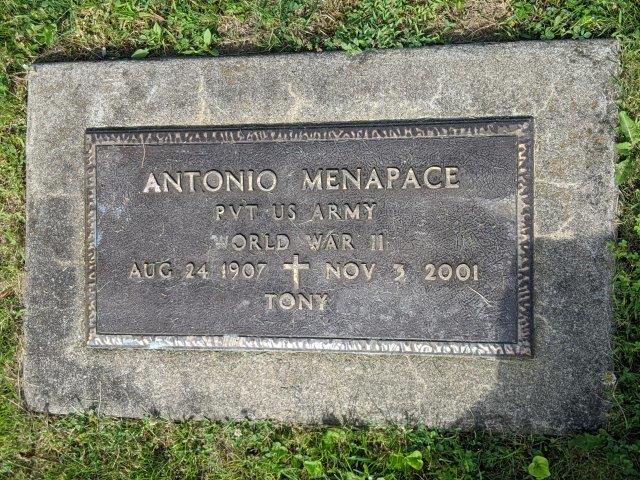 ANTONIO MENAPACE
PVT US ARMY
WORLD WAR II
AUG 24 1907 NOV 3 2001
TONY